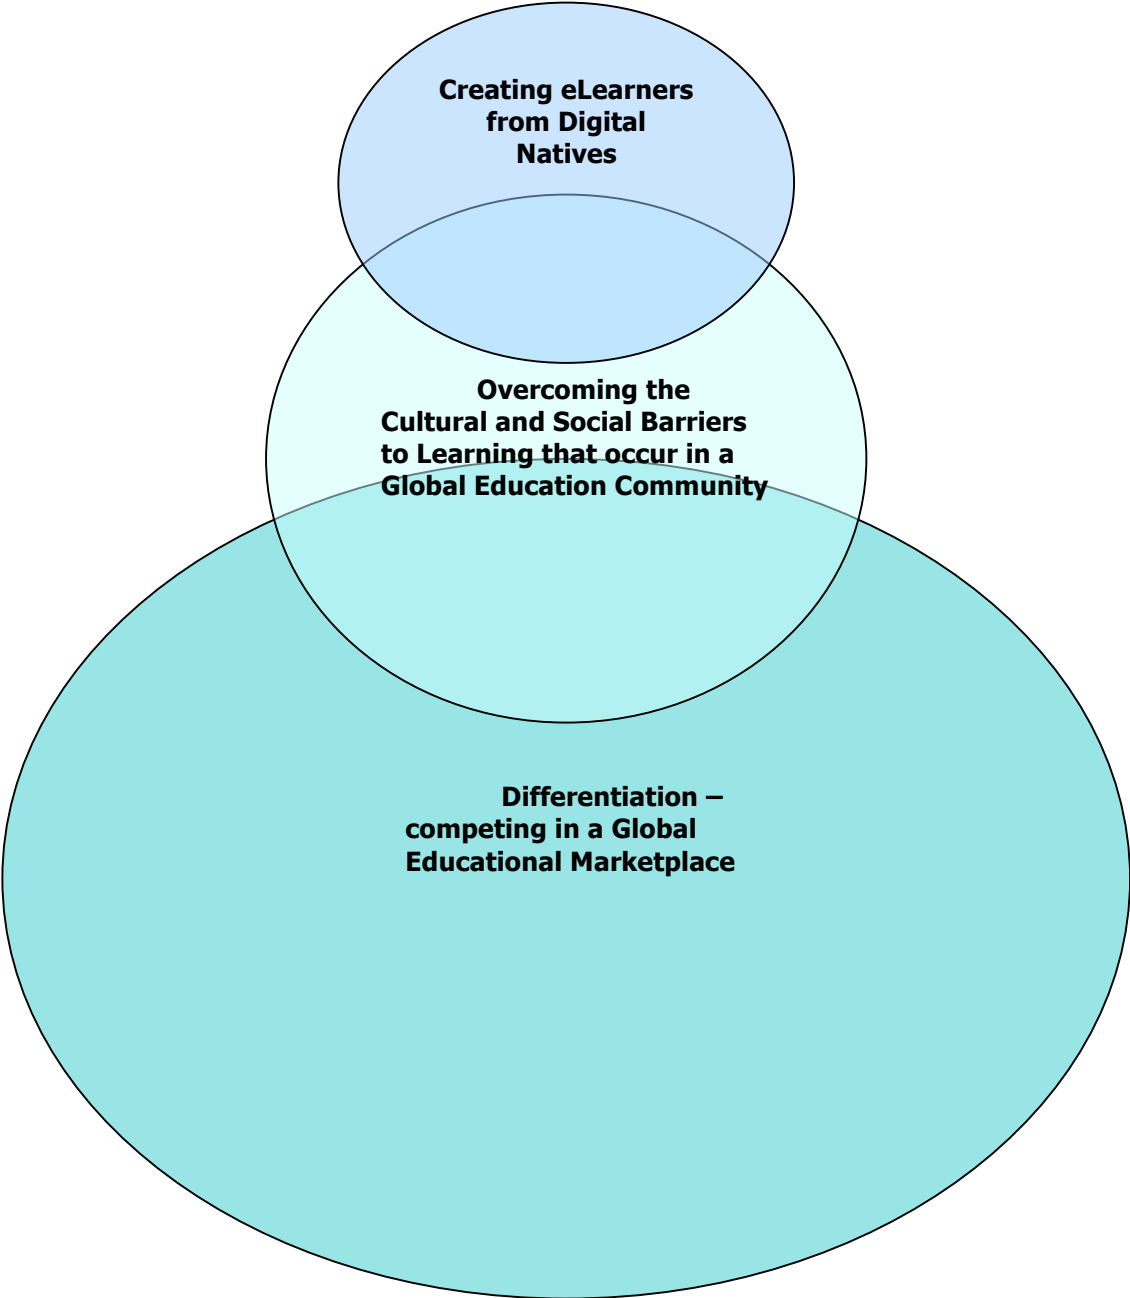 Creating eLearners
from Digital
Natives
Overcoming the
Cultural and Social Barriers
to Learning that occur in a
Global Education Community
Differentiation –
competing in a Global
Educational Marketplace